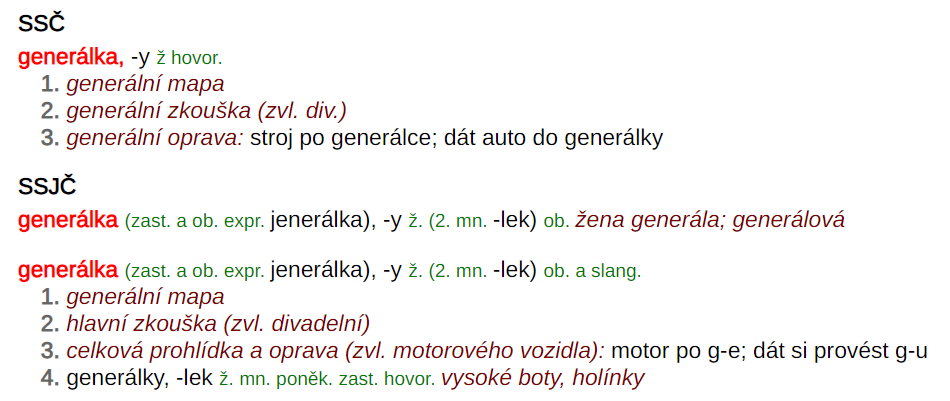 SSČ
generálka, -y ž hovor.
1. generální mapa
2. generální zkouška (zvl. div.)
3. generální oprava: stroj po generálce; dát auto do generálky
SSJČ
generálka (zast. a ob. expr. jenerálka), -y ž. (2. mn. -lek) ob. žena generála; generálová
generálka (zast. a ob. expr. jenerálka), -y ž. (2. mn. -lek) ob. a slang.
1. generální mapa
2. hlavní zkouška (zvl. divadelní)
3. celková prohlídka a oprava (zvl. motorového vozidla): motor po g-e; dát si provést g-u
4. generálky, -lek ž. mn. poněk. zast. hovor. vysoké boty, holínky